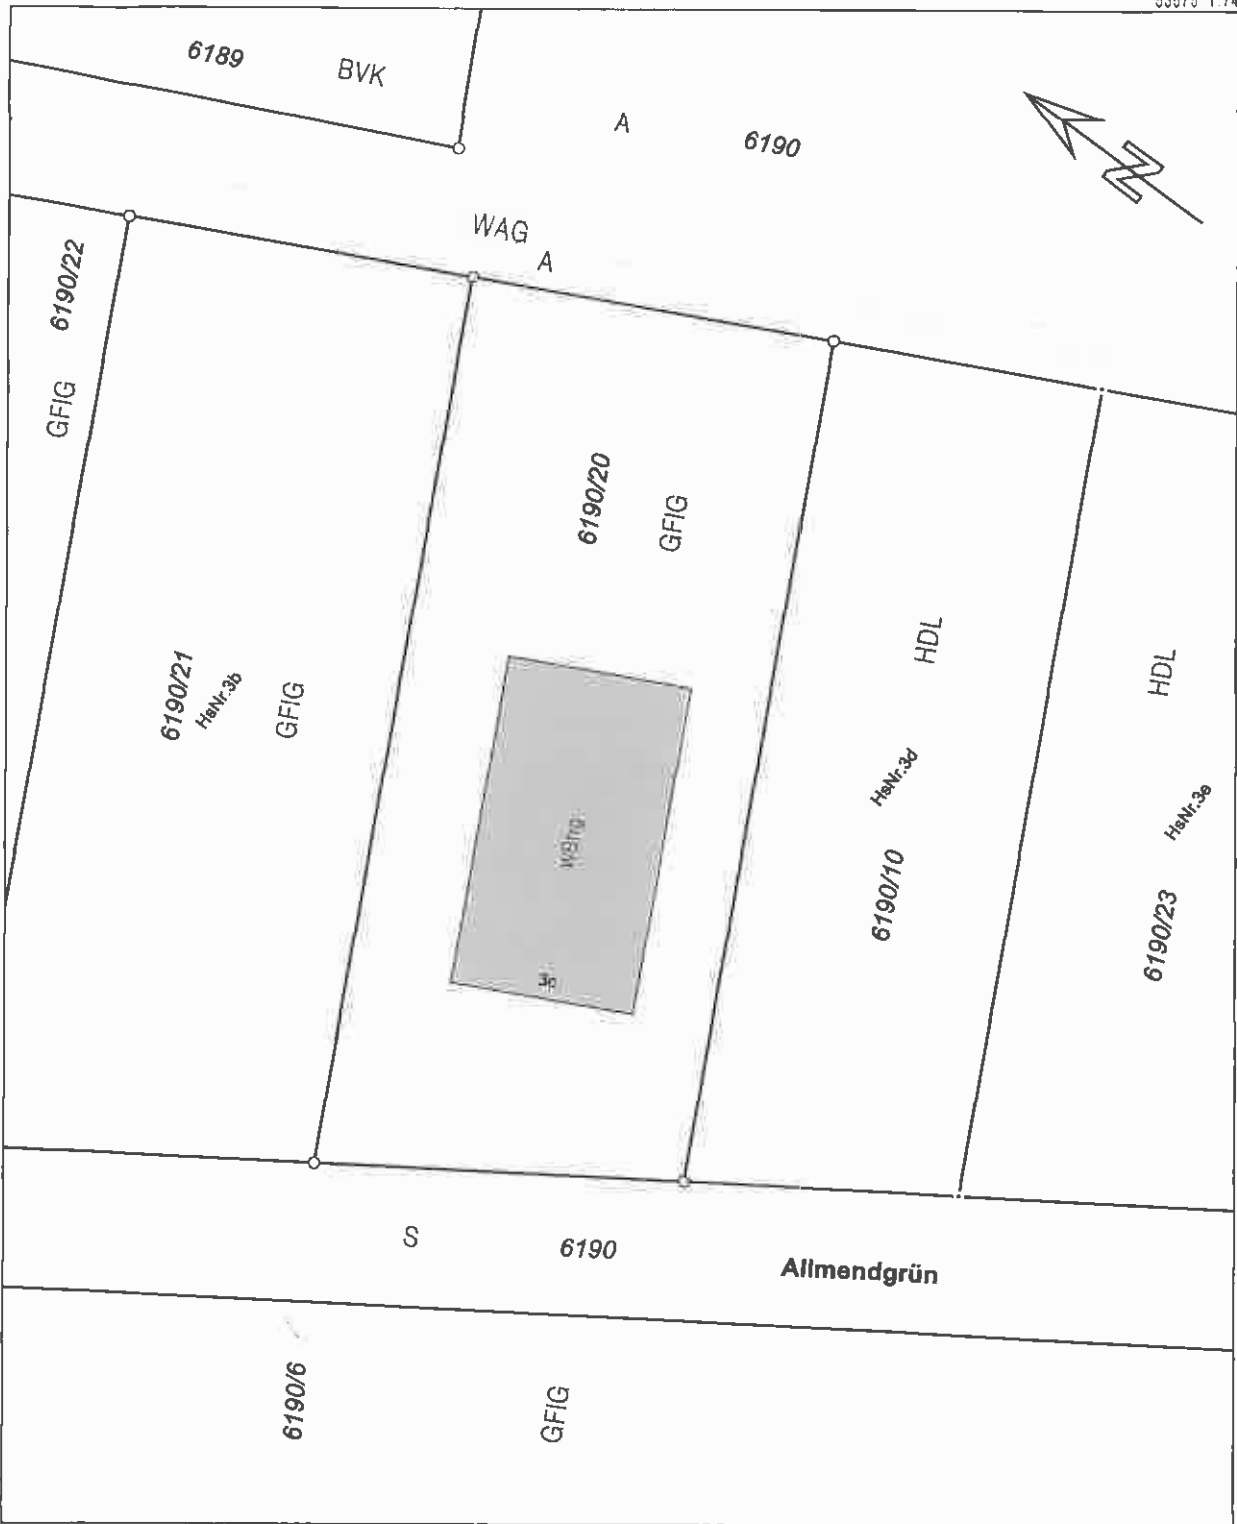 6189
BVK
A
6190
N
WAG
A
6190/22
GFIG
6190/20
GFIG
6190/21
HsNr.3b
GFIG
HDL
HDL
HsNr.3d
HsNr.3e
6190/10
6190/23
3c
S
6190
Allmendgrün
6190/6
GFIG